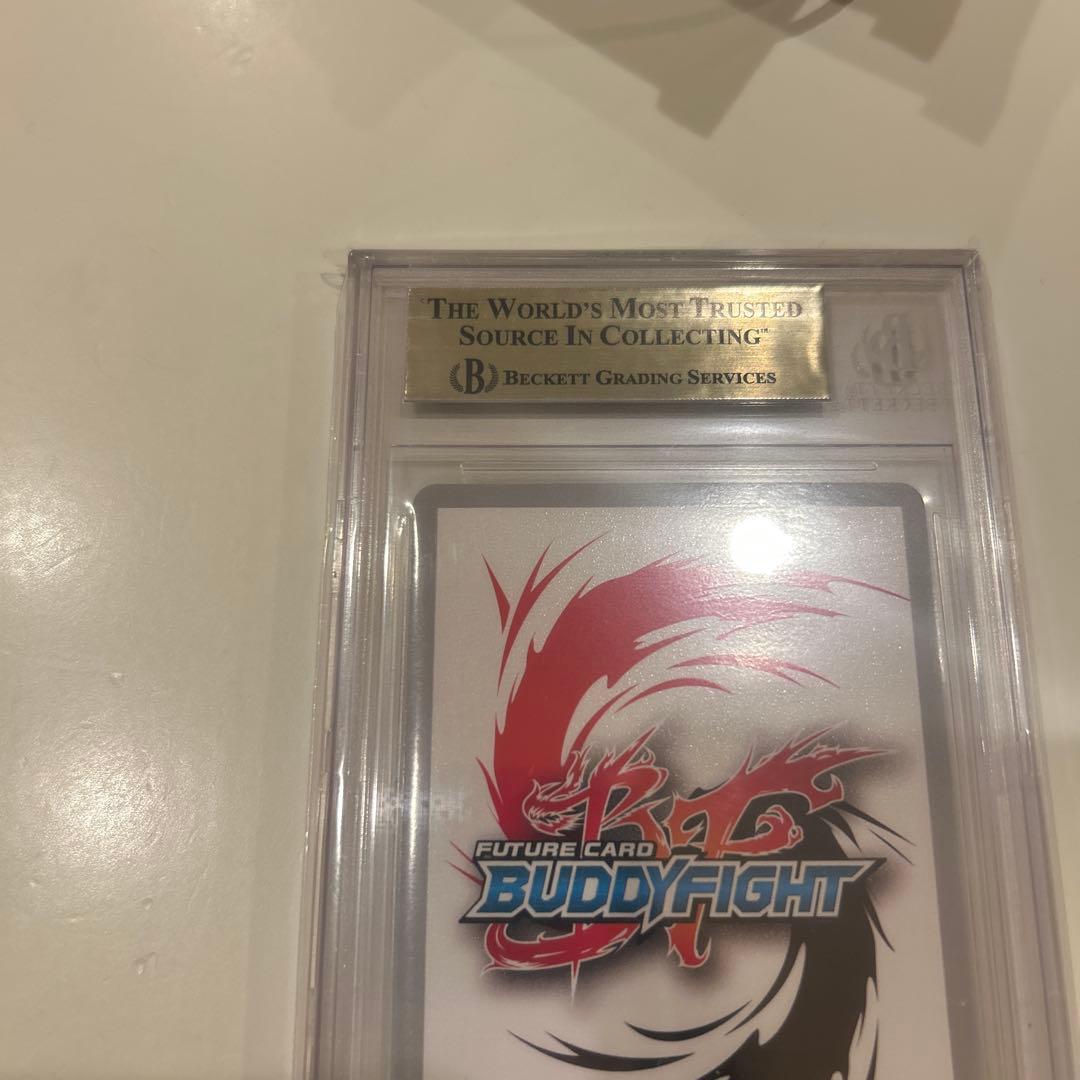 THE WORLD'S MOST TRUSTED
SOURCE IN COLLECTING™
B BECKETT GRADING SERVICES
FUTURE CARD
BUDDYFIGHT